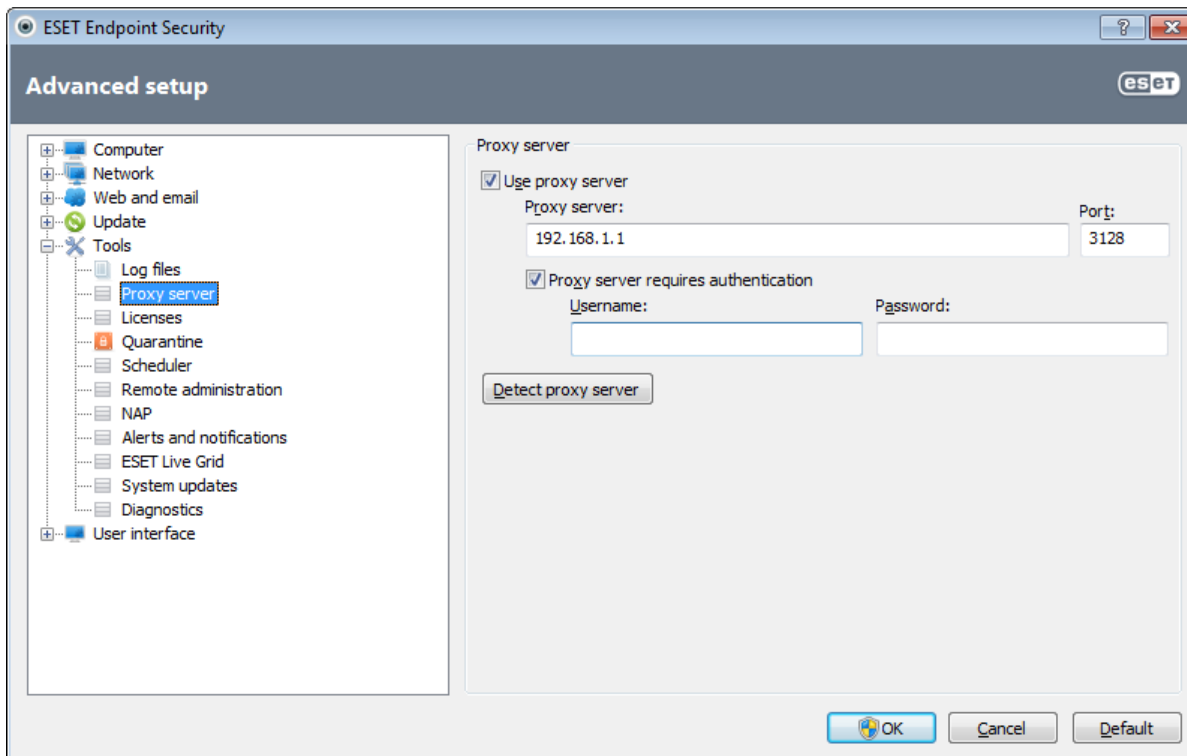 ESET Endpoint Security
Advanced setup
eseT
Computer
Network
Web and email
Update
Tools
Log files
Proxy server
Licenses
Quarantine
Scheduler
Remote administration
NAP
Alerts and notifications
ESET Live Grid
System updates
Diagnostics
User interface
Proxy server
Use proxy server
Proxy server: Port:
192.168.1.1 3128
Proxy server requires authentication
Username: Password:
Detect proxy server
OK Cancel Default